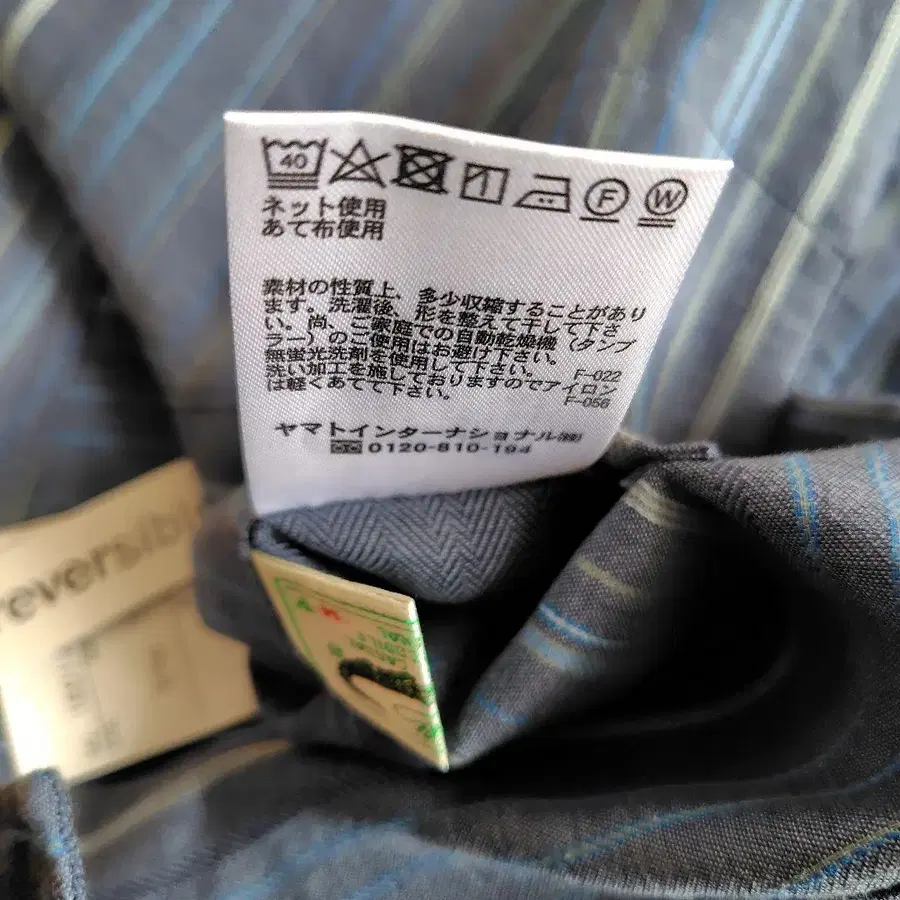 40
F
W
ネット使用
あて布使用
素材の性質上、多少収縮することがあり
ます。洗濯後、形を整えて干して下さ
い。尚、ご家庭での自動乾燥機(タンブ
ラー)のご使用はお避け下さい。
無蛍光洗剤を使用して下さい。 F-022
洗い加工を施しておりますのでアイロン
は軽くあてて下さい。 F-056
ヤマトインターナショナル㈱
0120-810-194
reversib